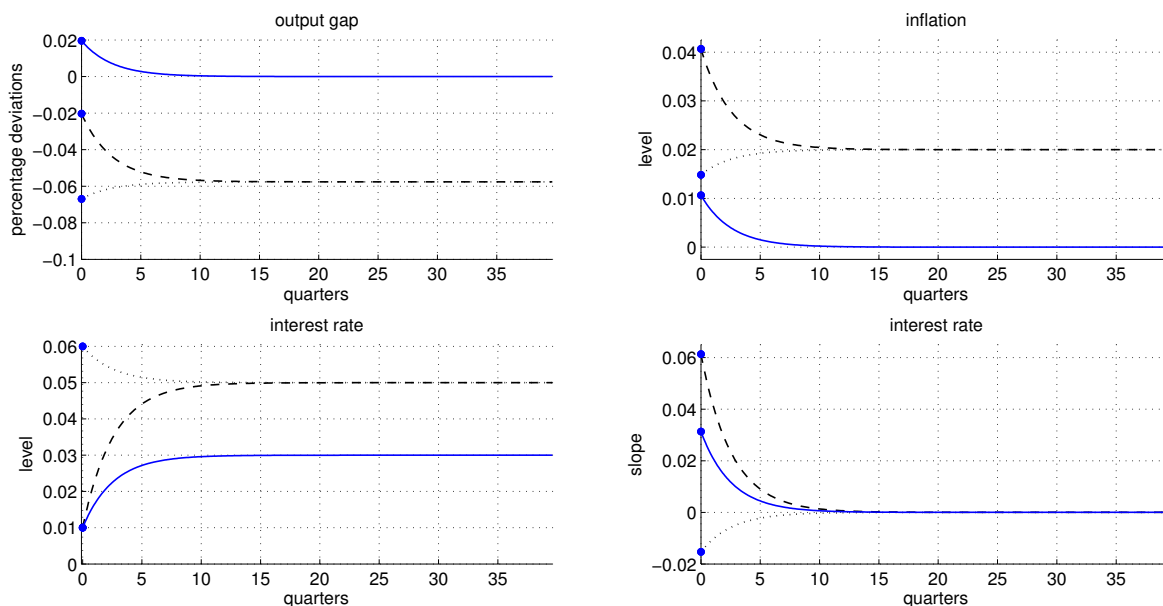 output gap
percentage deviations
0.02
0
−0.02
−0.04
−0.06
−0.08
−0.1
0 5 10 15 20 25 30 35
quarters
inflation
level
0.04
0.03
0.02
0.01
0
0 5 10 15 20 25 30 35
quarters
interest rate
level
0.06
0.05
0.04
0.03
0.02
0.01
0
0 5 10 15 20 25 30 35
quarters
interest rate
slope
0.06
0.04
0.02
0
−0.02
0 5 10 15 20 25 30 35
quarters